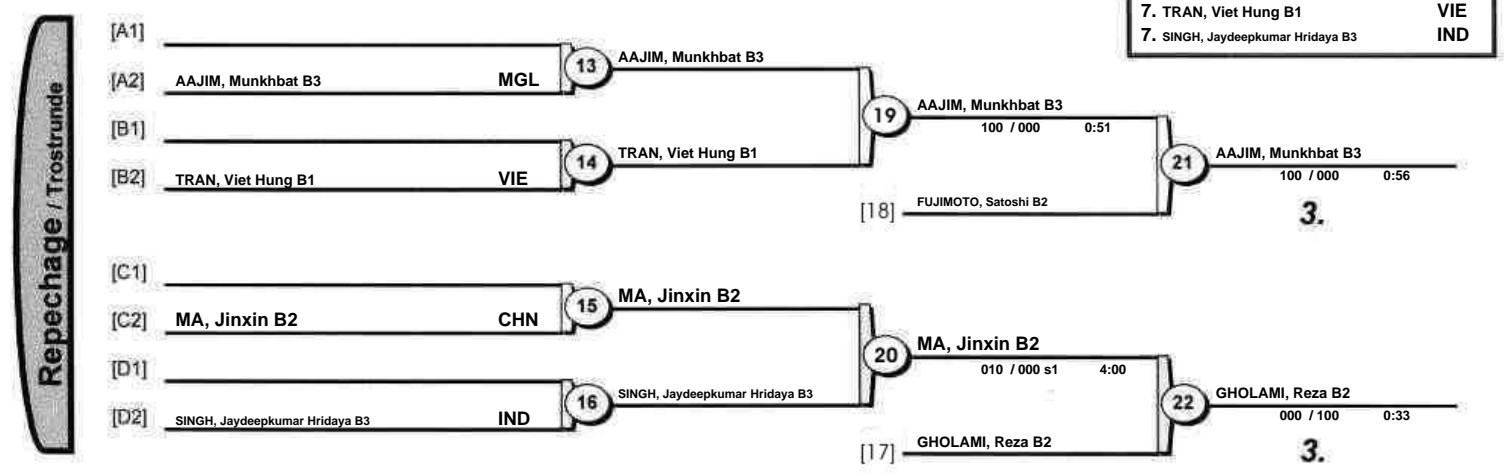 7. TRAN, Viet Hung B1 VIE
7. SINGH, Jaydeepkumar Hridaya B3 IND
Repechage / Trostrunde
[A1]
[A2] AAJIM, Munkhbat B3 MGL
13 AAJIM, Munkhbat B3
[B1]
[B2] TRAN, Viet Hung B1 VIE
14 TRAN, Viet Hung B1
19 AAJIM, Munkhbat B3
100 / 000 0:51
[18] FUJIMOTO, Satoshi B2
21 AAJIM, Munkhbat B3
100 / 000 0:56
3.
[C1]
[C2] MA, Jinxin B2 CHN
15 MA, Jinxin B2
[D1]
[D2] SINGH, Jaydeepkumar Hridaya B3 IND
16 SINGH, Jaydeepkumar Hridaya B3
20 MA, Jinxin B2
010 / 000 s1 4:00
[17] GHOLAMI, Reza B2
22 GHOLAMI, Reza B2
000 / 100 0:33
3.